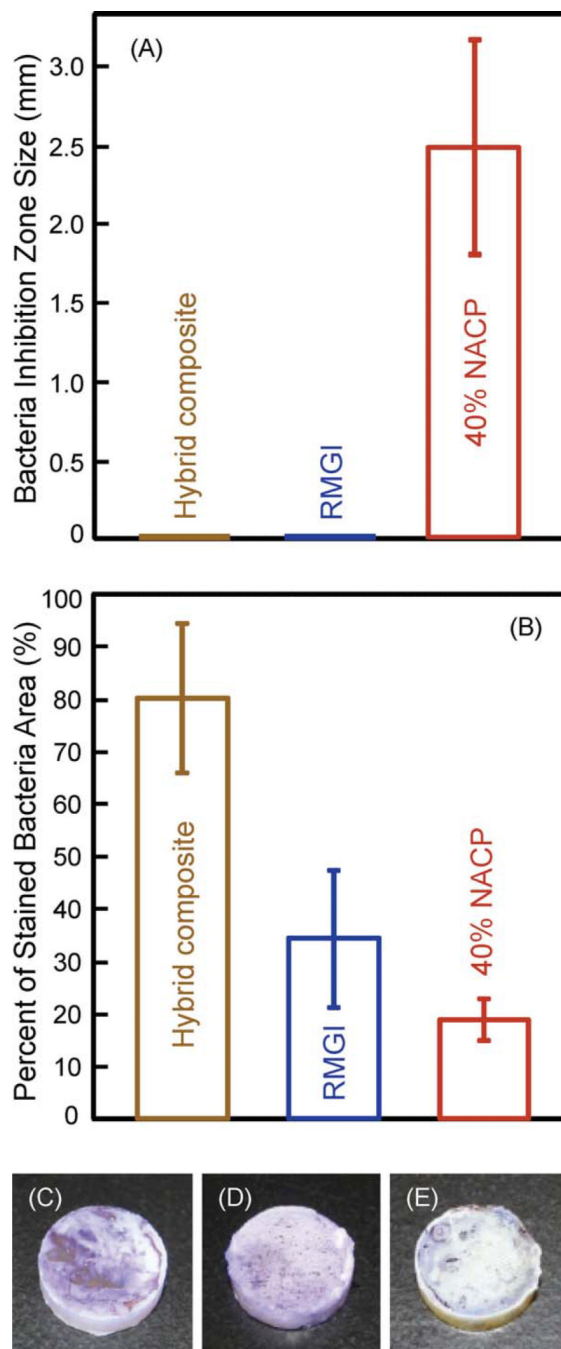 (A)
Bacteria Inhibition Zone Size (mm)
3.0
2.5
2.0
1.5
1.0
0.5
0
Hybrid composite
RMGI
40% NACP
(B)
Percent of Stained Bacteria Area (%)
100
90
80
70
60
50
40
30
20
10
0
Hybrid composite
RMGI
40% NACP
(C)
(D)
(E)